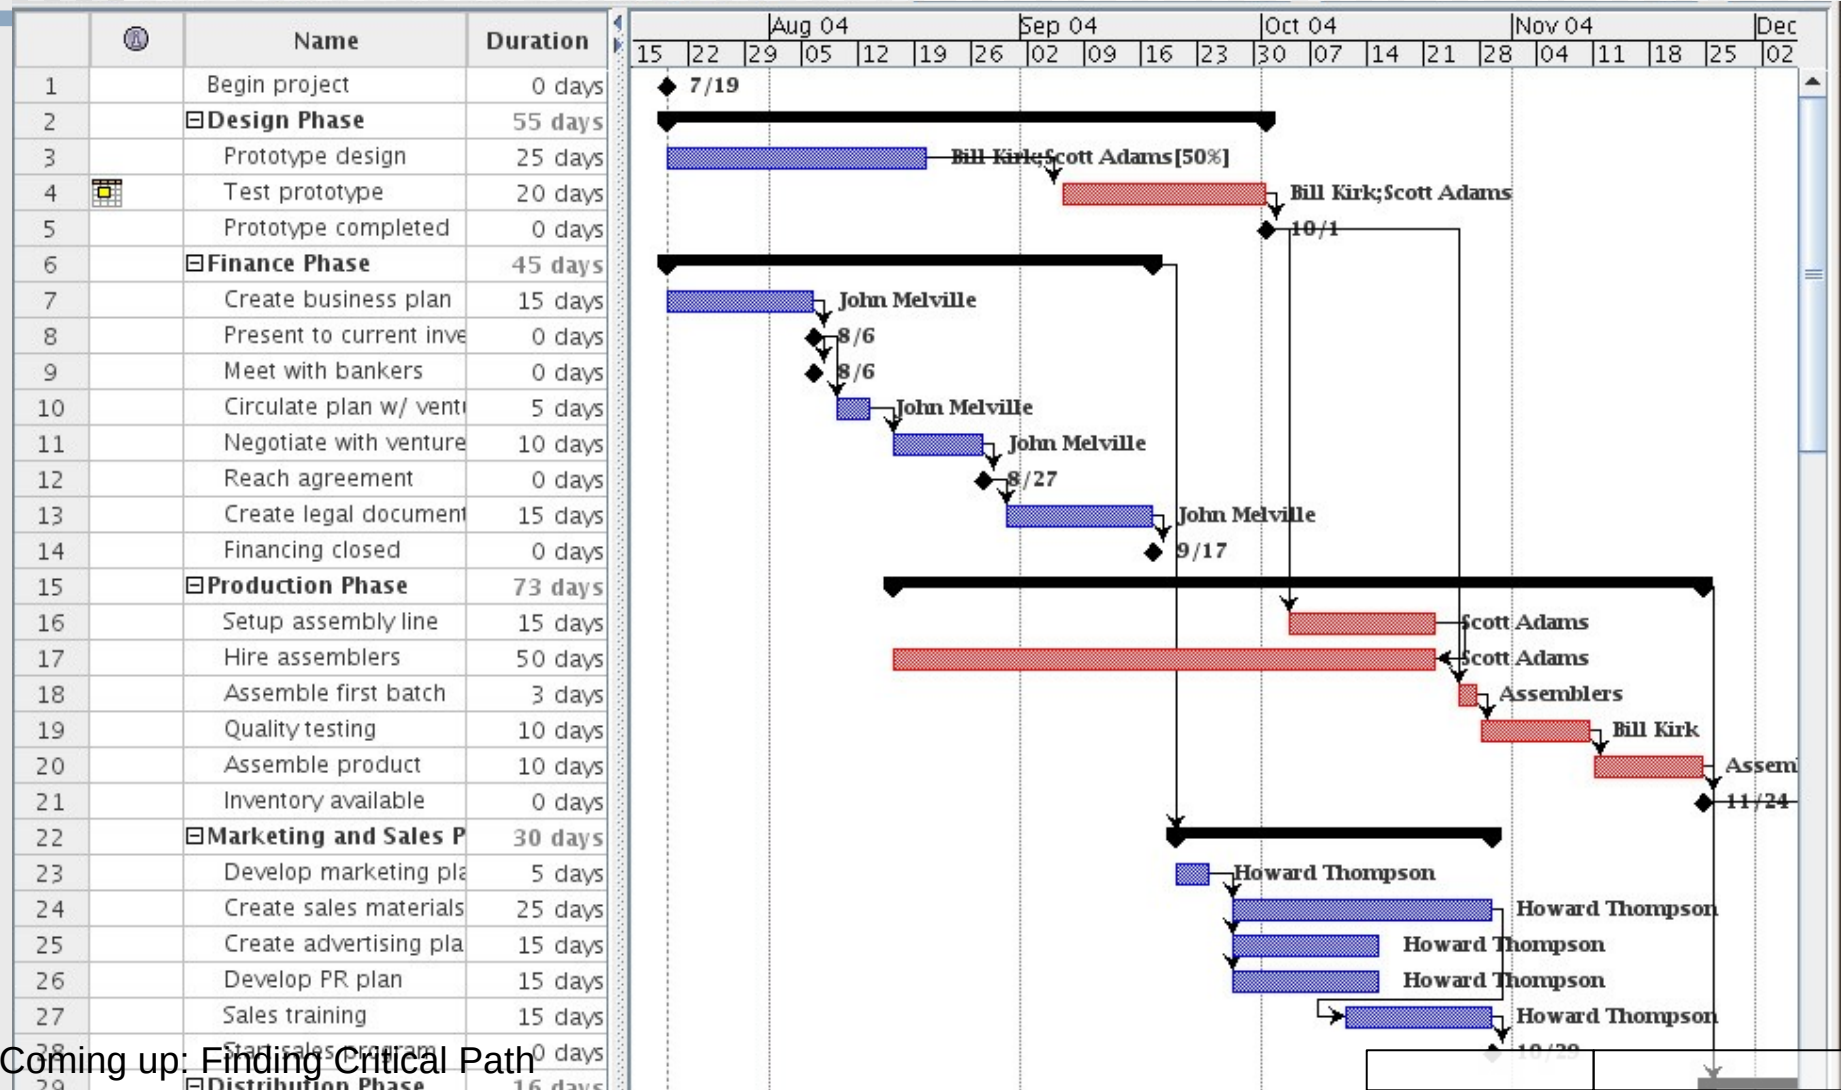 Aug 04 Sep 04 Oct 04 Nov 04 Dec
Name Duration 15 22 29 05 12 19 26 02 09 16 23 30 07 14 21 28 04 11 18 25 02
1 Begin project 0 days 7/19
2 Design Phase 55 days
3 Prototype design 25 days Bill Kirk;Scott Adams[50%]
4 Test prototype 20 days Bill Kirk;Scott Adams
5 Prototype completed 0 days 10/1
6 Finance Phase 45 days
7 Create business plan 15 days John Melville
8 Present to current inve 0 days 8/6
9 Meet with bankers 0 days 8/6
10 Circulate plan w/ vent 5 days John Melville
11 Negotiate with venture 10 days John Melville
12 Reach agreement 0 days 8/27
13 Create legal document 15 days John Melville
14 Financing closed 0 days 9/17
15 Production Phase 73 days
16 Setup assembly line 15 days Scott Adams
17 Hire assemblers 50 days Scott Adams
18 Assemble first batch 3 days Assemblers
19 Quality testing 10 days Bill Kirk
20 Assemble product 10 days Assem
21 Inventory available 0 days 11/24
22 Marketing and Sales P 30 days
23 Develop marketing pla 5 days Howard Thompson
24 Create sales materials 25 days Howard Thompson
25 Create advertising pla 15 days Howard Thompson
26 Develop PR plan 15 days Howard Thompson
27 Sales training 15 days Howard Thompson
28 Start sales program 0 days 10/29
Coming up: Finding Critical Path
29 Distribution Phase 16 days